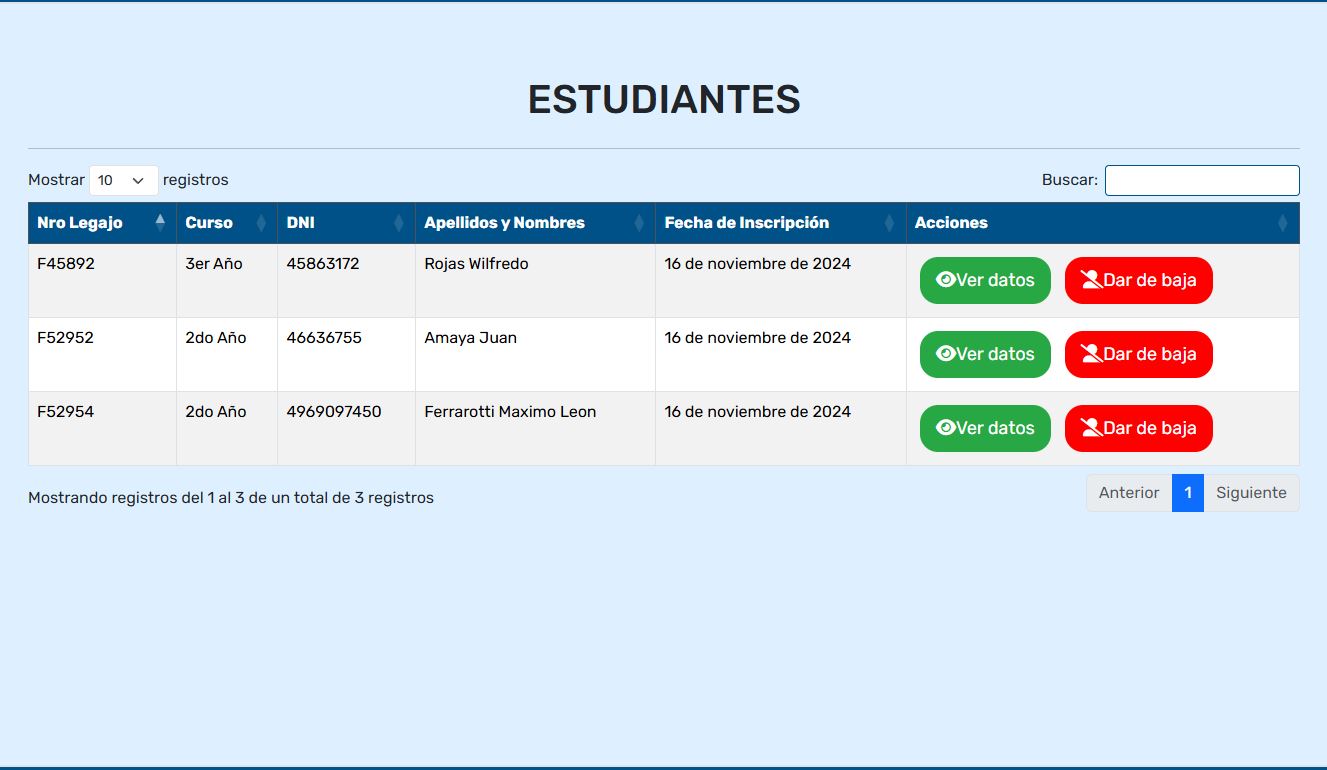 ESTUDIANTES
Mostrar 10 registros Buscar:
Nro Legajo Curso DNI Apellidos y Nombres Fecha de Inscripción Acciones
F45892 3er Año 45863172 Rojas Wilfredo 16 de noviembre de 2024 Ver datos Dar de baja
F52952 2do Año 46636755 Amaya Juan 16 de noviembre de 2024 Ver datos Dar de baja
F52954 2do Año 4969097450 Ferrarotti Maximo Leon 16 de noviembre de 2024 Ver datos Dar de baja
Mostrando registros del 1 al 3 de un total de 3 registros Anterior 1 Siguiente